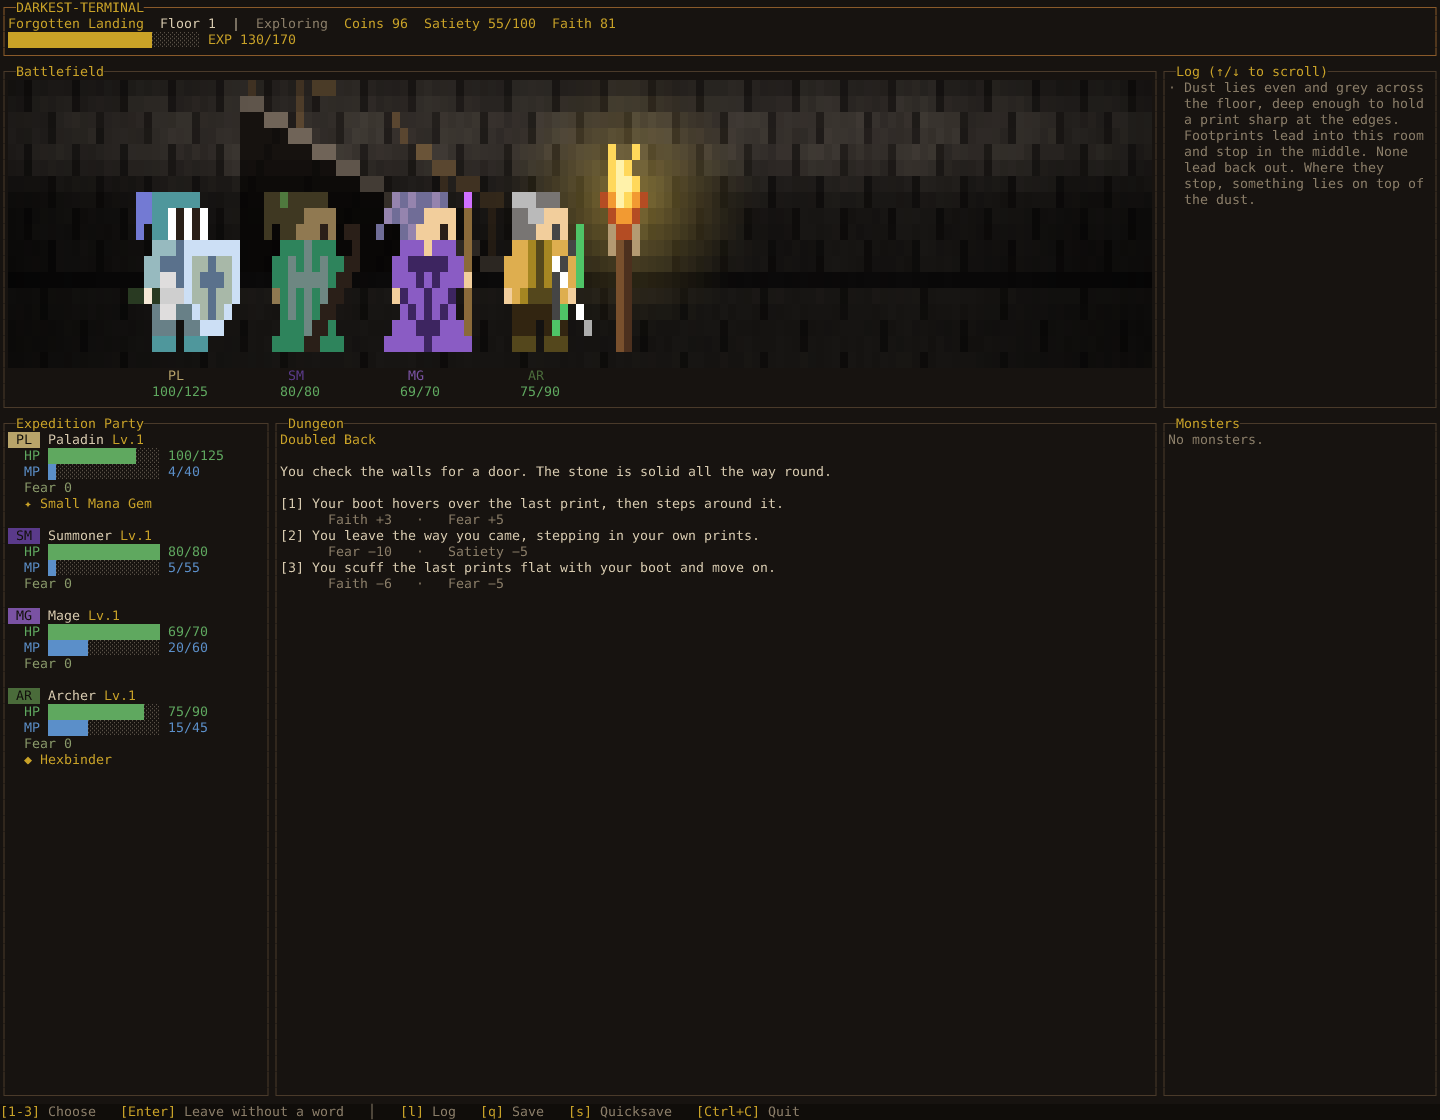 DARKEST-TERMINAL
Forgotten Landing Floor 1 | Exploring Coins 96 Satiety 55/100 Faith 81
EXP 130/170
Battlefield
PL SM MG AR
100/125 80/80 69/70 75/90
Log (↑/↓ to scroll)
· Dust lies even and grey across
the floor, deep enough to hold
a print sharp at the edges.
Footprints lead into this room
and stop in the middle. None
lead back out. Where they
stop, something lies on top of
the dust.
Expedition Party
PL Paladin Lv.1
HP 100/125
MP 4/40
Fear 0
✦ Small Mana Gem
SM Summoner Lv.1
HP 80/80
MP 5/55
Fear 0
MG Mage Lv.1
HP 69/70
MP 20/60
Fear 0
AR Archer Lv.1
HP 75/90
MP 15/45
Fear 0
◆ Hexbinder
Dungeon
Doubled Back
You check the walls for a door. The stone is solid all the way round.
[1] Your boot hovers over the last print, then steps around it.
Faith +3 · Fear +5
[2] You leave the way you came, stepping in your own prints.
Fear −10 · Satiety −5
[3] You scuff the last prints flat with your boot and move on.
Faith −6 · Fear −5
Monsters
No monsters.
[1-3] Choose [Enter] Leave without a word │ [l] Log [q] Save [s] Quicksave [Ctrl+C] Quit